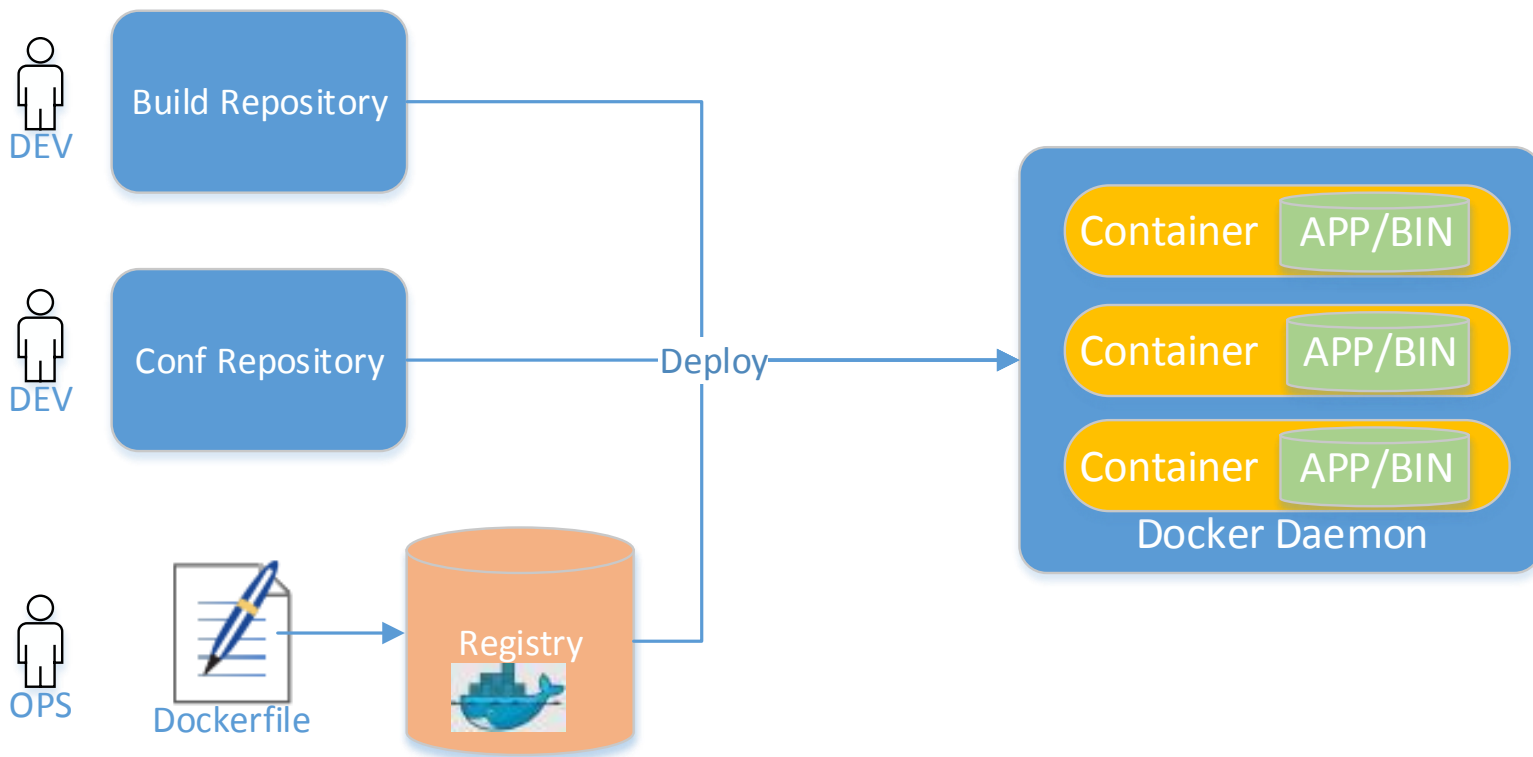 DEV
Build Repository
DEV
Conf Repository
Deploy
OPS
Dockerfile
Registry
Container APP/BIN
Container APP/BIN
Container APP/BIN
Docker Daemon